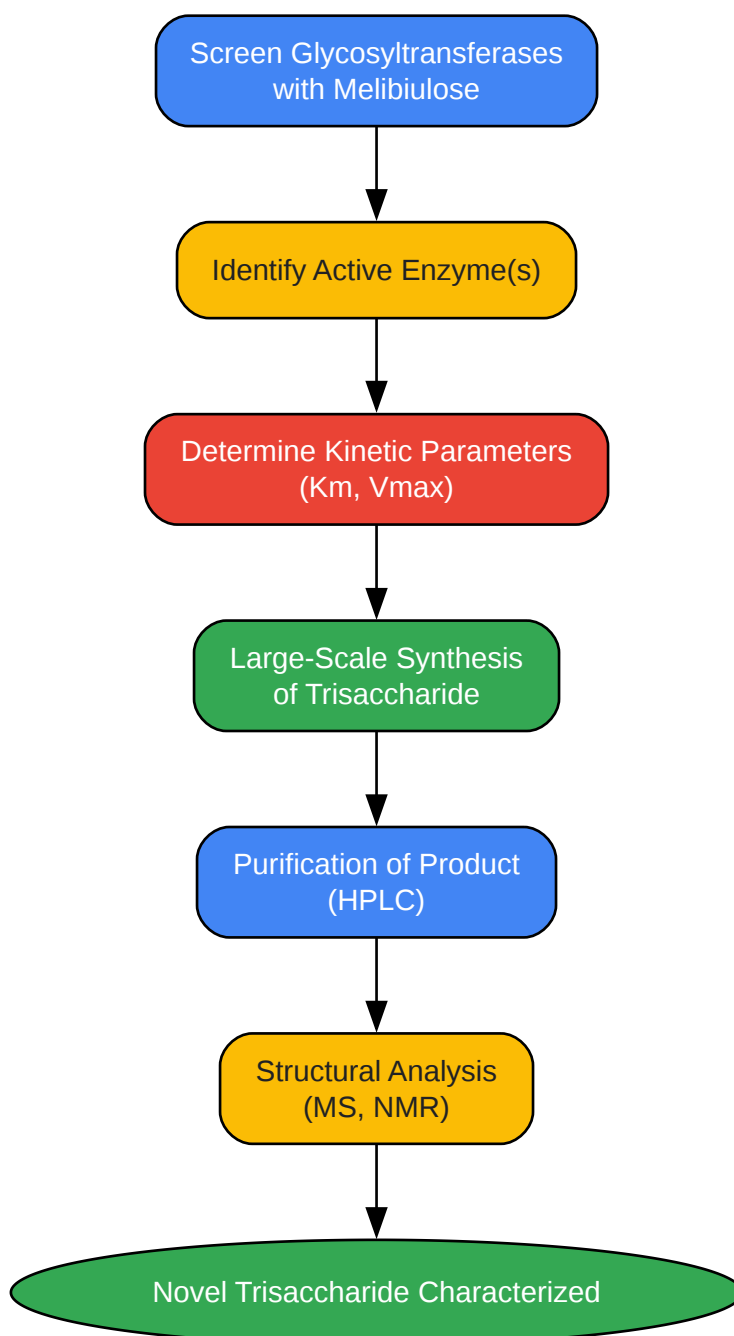 Screen Glycosyltransferases
with Melibiulose
Identify Active Enzyme(s)
Determine Kinetic Parameters
(Km, Vmax)
Large-Scale Synthesis
of Trisaccharide
Purification of Product
(HPLC)
Structural Analysis
(MS, NMR)
Novel Trisaccharide Characterized